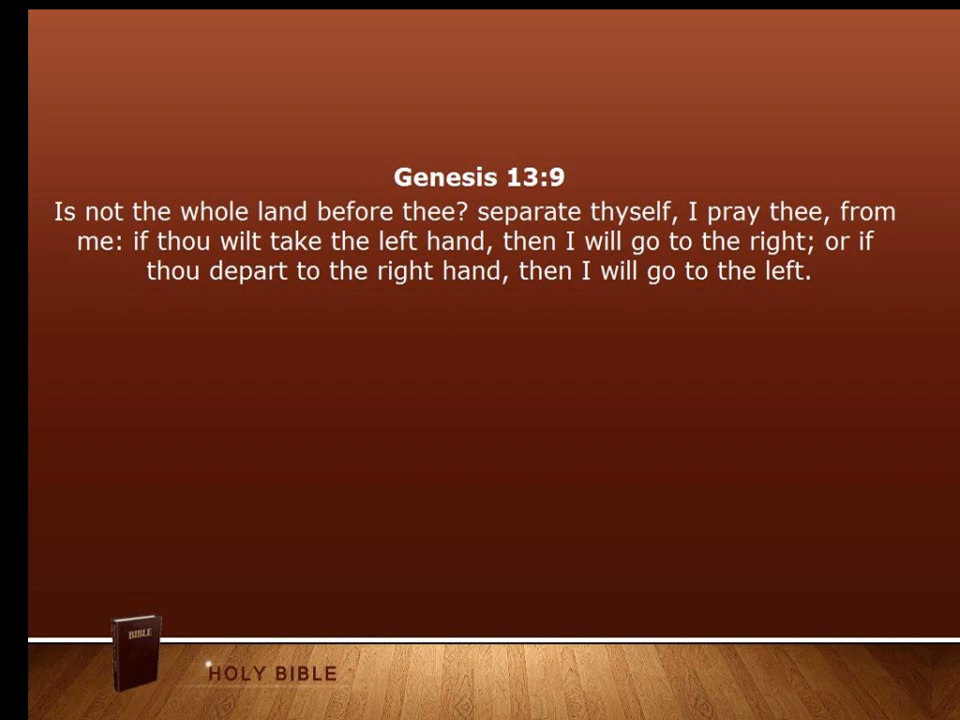 Genesis 13:9
Is not the whole land before thee? separate thyself, I pray thee, from
me: if thou wilt take the left hand, then I will go to the right; or if
thou depart to the right hand, then I will go to the left.
BIBLE
HOLY BIBLE